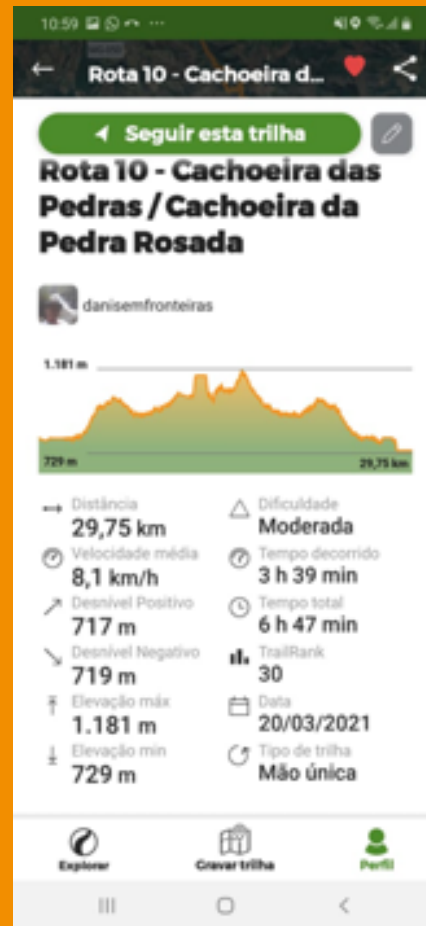 10:59
Rota 10 - Cachoeira d...
Seguir esta trilha
Rota 10 - Cachoeira das
Pedras / Cachoeira da
Pedra Rosada
danisemfronteiras
1.181 m
729 m
29,75 km
Distância
29,75 km
Dificuldade
Moderada
Velocidade média
8,1 km/h
Tempo decorrido
3 h 39 min
Desnível Positivo
717 m
Tempo total
6 h 47 min
Desnível Negativo
719 m
TrailRank
30
Elevação máx
1.181 m
Data
20/03/2021
Elevação min
729 m
Tipo de trilha
Mão única
Explorar
Gravar trilha
Perfil